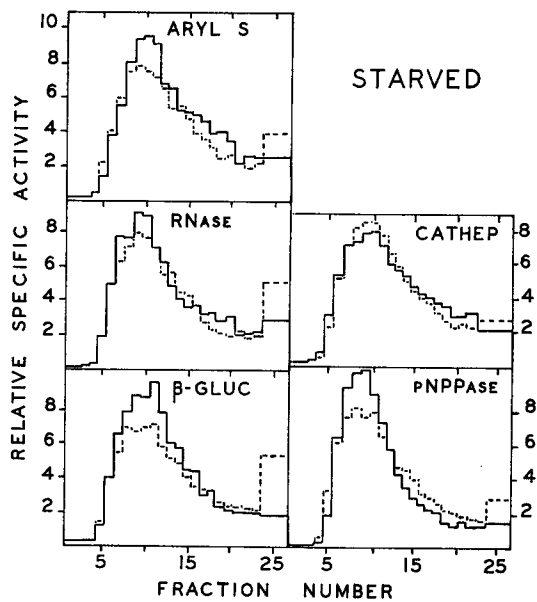 ARYL S
STARVED
10
8
6
4
2
RNASE
8
6
4
2
CATHEP
8
6
4
2
β-GLUC
8
6
4
2
pNPPASE
8
6
4
2
5 15 25
5 15 25
RELATIVE SPECIFIC ACTIVITY
FRACTION NUMBER